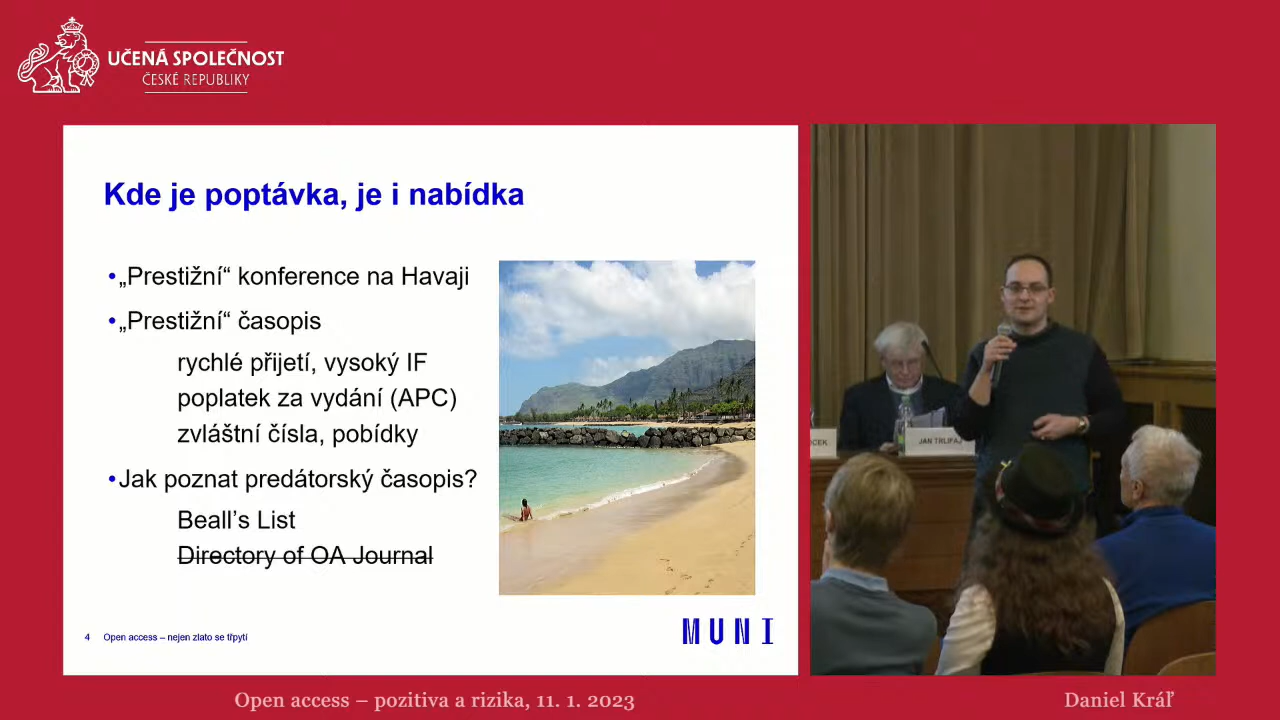 UČENÁ SPOLEČNOST
ČESKÉ REPUBLIKY
Kde je poptávka, je i nabídka
•„Prestižní“ konference na Havaji
•„Prestižní“ časopis
rychlé přijetí, vysoký IF
poplatek za vydání (APC)
zvláštní čísla, pobídky
•Jak poznat predátorský časopis?
Beall’s List
Directory of OA Journal
4 Open access – nejen zlato se třpytí
MUNI
JAN TRLIFAJ
Open access – pozitiva a rizika, 11. 1. 2023
Daniel Kráľ